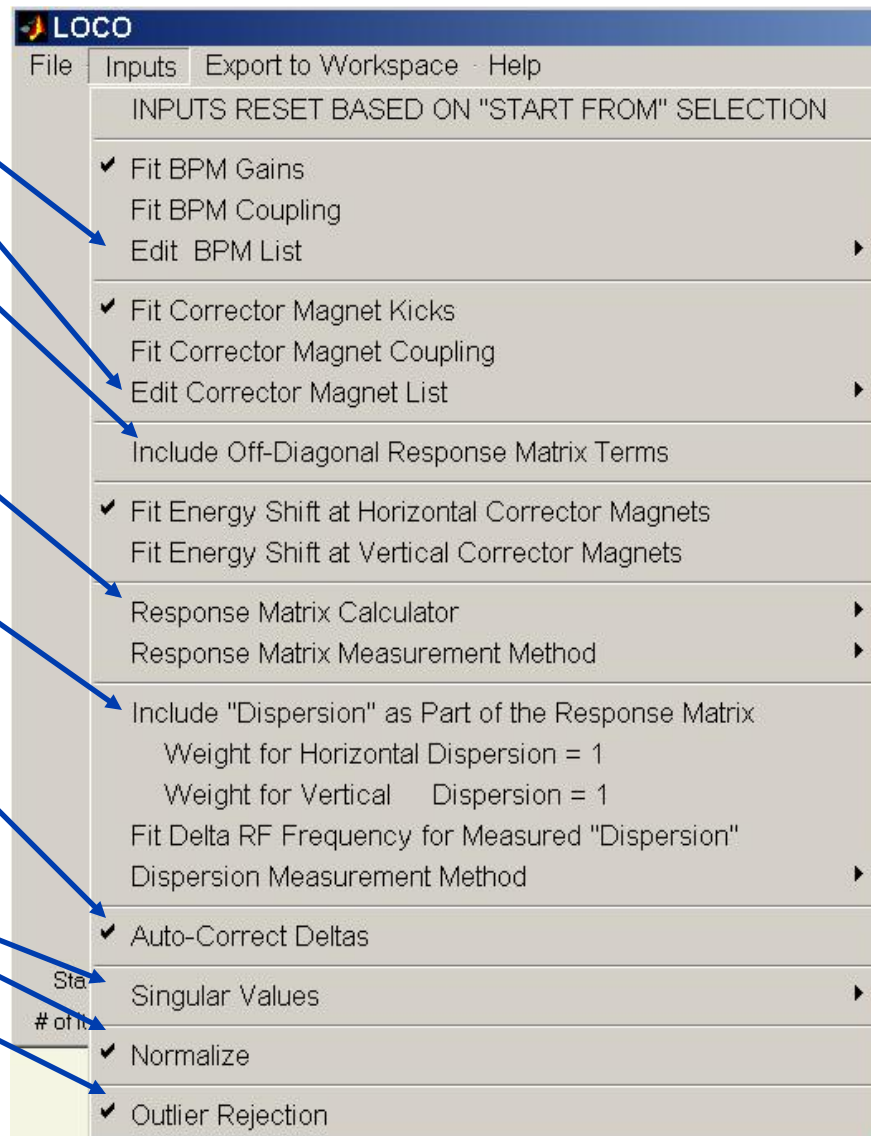 LOCO
File Inputs Export to Workspace Help
INPUTS RESET BASED ON "START FROM" SELECTION
Fit BPM Gains
Fit BPM Coupling
Edit BPM List
Fit Corrector Magnet Kicks
Fit Corrector Magnet Coupling
Edit Corrector Magnet List
Include Off-Diagonal Response Matrix Terms
Fit Energy Shift at Horizontal Corrector Magnets
Fit Energy Shift at Vertical Corrector Magnets
Response Matrix Calculator
Response Matrix Measurement Method
Include "Dispersion" as Part of the Response Matrix
Weight for Horizontal Dispersion = 1
Weight for Vertical Dispersion = 1
Fit Delta RF Frequency for Measured "Dispersion"
Dispersion Measurement Method
Auto-Correct Deltas
Sta
Singular Values
# of it
Normalize
Outlier Rejection